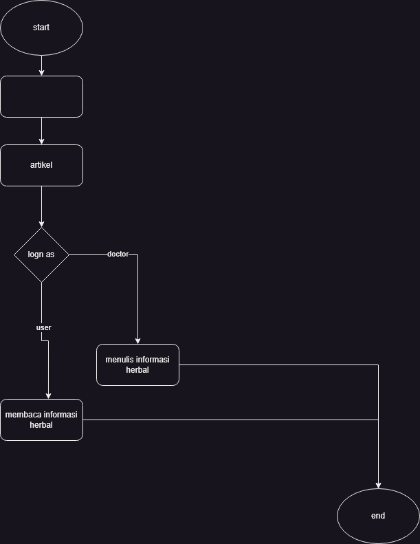 start
artikel
logn as
doctor
user
menulis informasi
herbal
membaca informasi
herbal
end